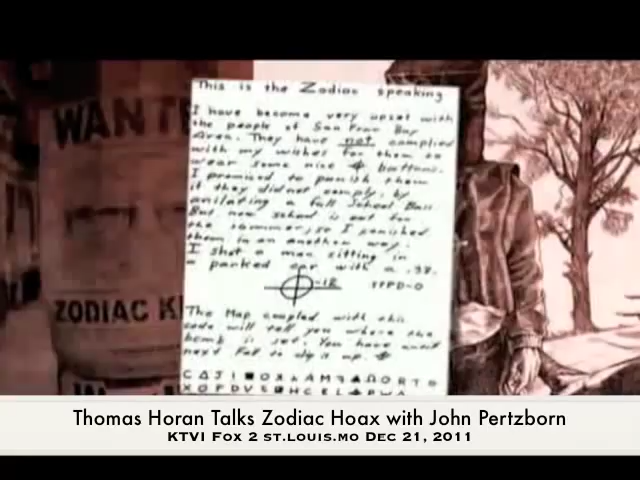 WANT
ZODIAC K
This is the Zodiac speaking
I have become very upset with
the people of San Fran Bay
Area. They have not complied
with my wishes for them to
wear some nice ⌖ buttons.
I promised to punish them
if they did not comply, by
anilating a full School Buss.
But now school is out for
the summer, so I punished
them in an another way.
I shot a man sitting in
a parked car with a .38.
⌖-12 SFPD-0
The Map coupled with this
code will tell you where the
bomb is set. You have untill
next Fall to dig it up. ⌖
Thomas Horan Talks Zodiac Hoax with John Pertzborn
KTVI Fox 2 st.louis.mo Dec 21, 2011